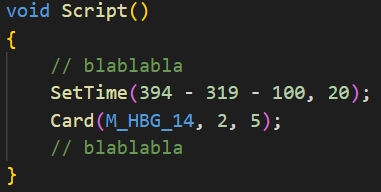 void Script()
{
    // blablabla
    SetTime(394 - 319 - 100, 20);
    Card(M_HBG_14, 2, 5);
    // blablabla
}